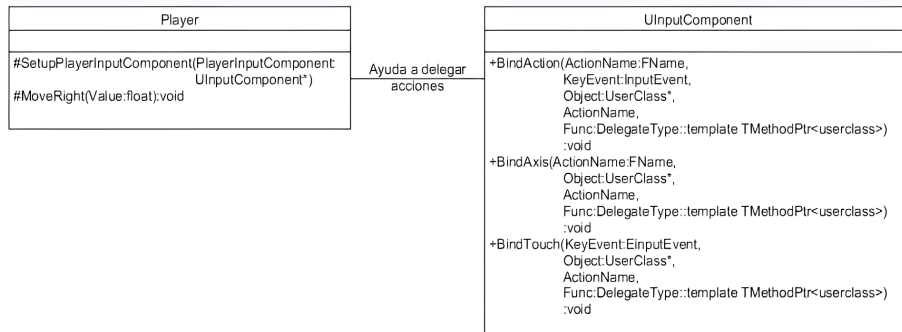 Player
#SetupPlayerInputComponent(PlayerInputComponent:
UInputComponent*)
#MoveRight(Value:float):void
Ayuda a delegar
acciones
UInputComponent
+BindAction(ActionName:FName,
KeyEvent:InputEvent,
Object:UserClass*,
ActionName,
Func:DelegateType::template TMethodPtr<userclass>)
:void
+BindAxis(ActionName:FName,
Object:UserClass*,
ActionName,
Func:DelegateType::template TMethodPtr<userclass>)
:void
+BindTouch(KeyEvent:EinputEvent,
Object:UserClass*,
ActionName,
Func:DelegateType::template TMethodPtr<userclass>)
:void